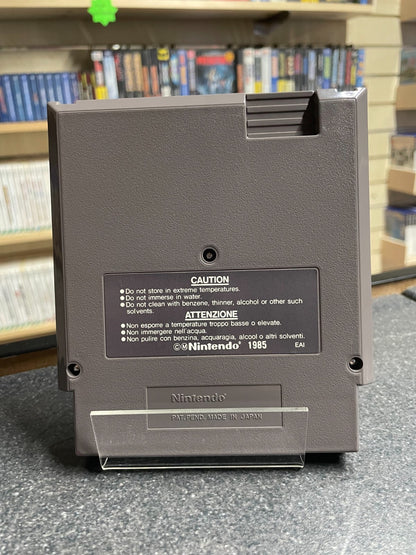 CAUTION
●Do not store in extreme temperatures.
●Do not immerse in water.
●Do not clean with benzene, thinner, alcohol or other such
solvents.
ATTENZIONE
●Non esporre a temperature troppo basse o elevate.
●Non immergere nell'acqua.
●Non pulire con benzina, acquaragia, alcool o altri solventi.
©Ⓜ Nintendo® 1985 EAI
Nintendo®
PAT. PEND. MADE IN JAPAN